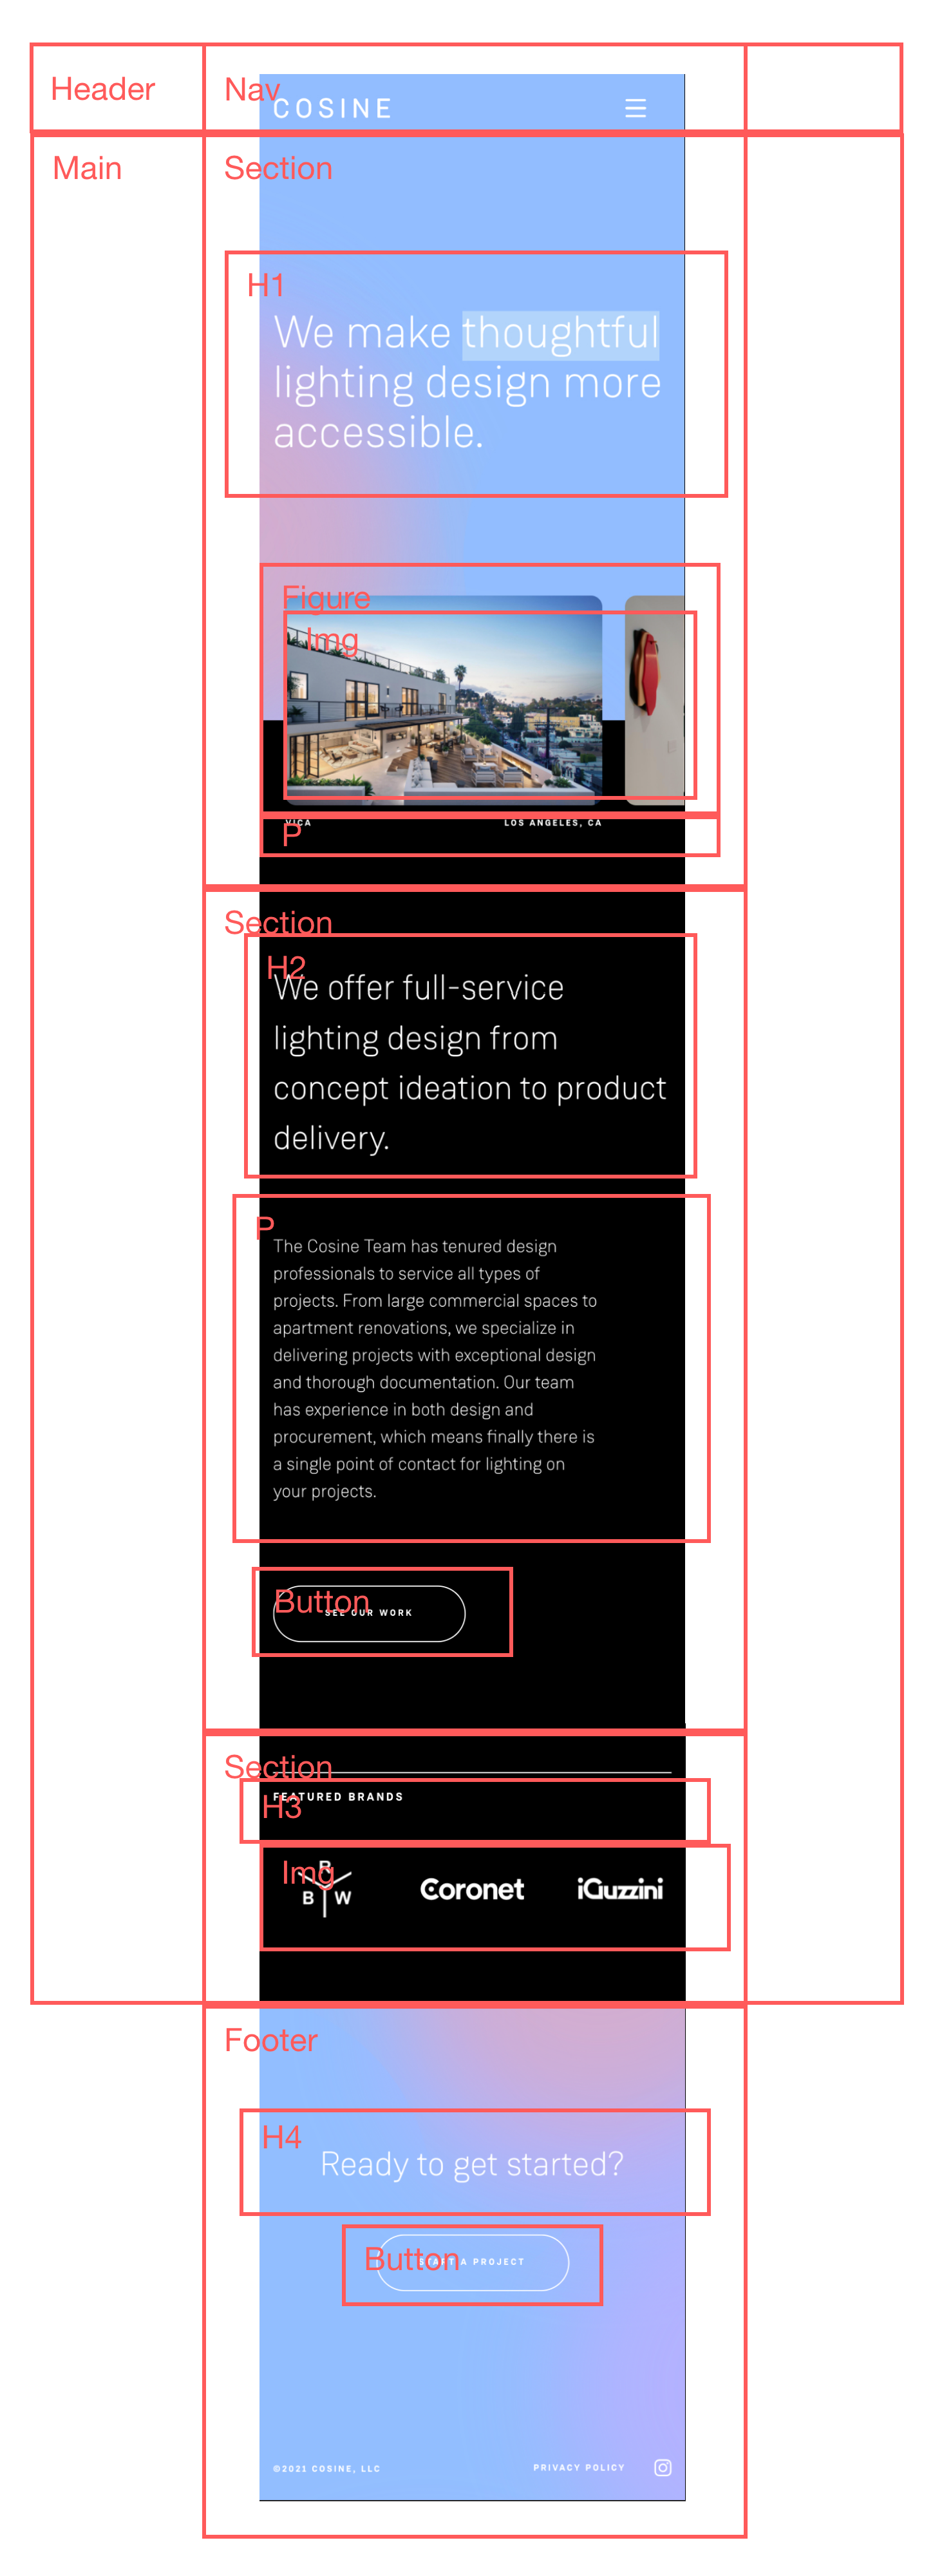 Header
Nav
COSINE
Main
Section
H1
We make thoughtful
lighting design more
accessible.
Figure
Img
VICA
LOS ANGELES, CA
P
Section
H2
We offer full-service
lighting design from
concept ideation to product
delivery.
P
The Cosine Team has tenured design
professionals to service all types of
projects. From large commercial spaces to
apartment renovations, we specialize in
delivering projects with exceptional design
and thorough documentation. Our team
has experience in both design and
procurement, which means finally there is
a single point of contact for lighting on
your projects.
Button
SEE OUR WORK
Section
FEATURED BRANDS
H3
Img
R
B W
Coronet
iGuzzini
Footer
H4
Ready to get started?
Button
START A PROJECT
©2021 COSINE, LLC
PRIVACY POLICY